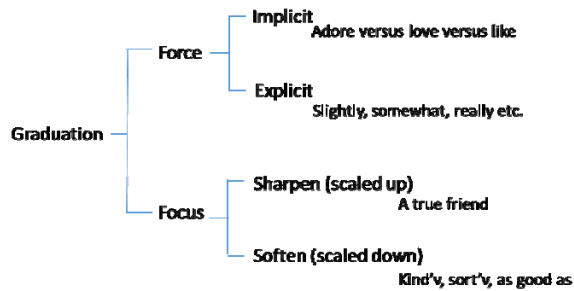 Implicit
Adore versus love versus like
Force
Explicit
Slightly, somewhat, really etc.
Graduation
Sharpen (scaled up)
A true friend
Focus
Soften (scaled down)
Kind'v, sort'v, as good as